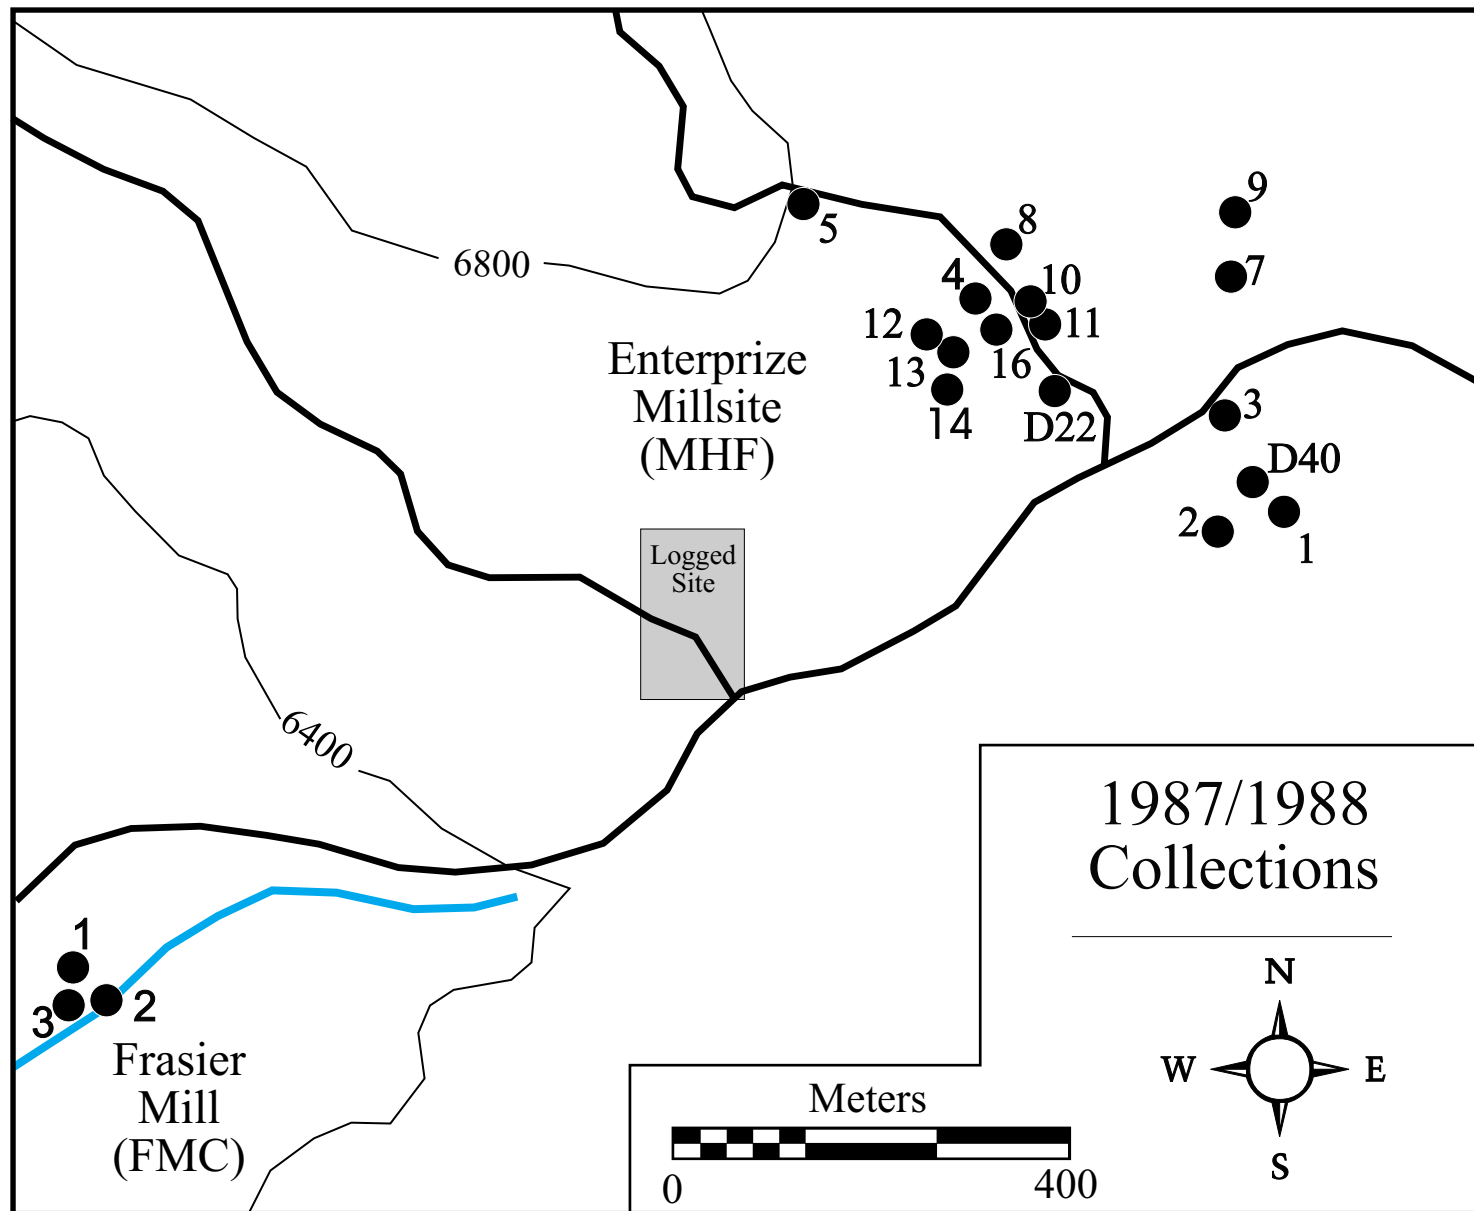 9
8
5
7
6800
4
10
12
11
Enterprize
Millsite
(MHF)
13
16
14
D22
3
D40
2
1
Logged
Site
6400
1987/1988
Collections
1
3
2
Frasier
Mill
(FMC)
N
W
E
S
Meters
0
400